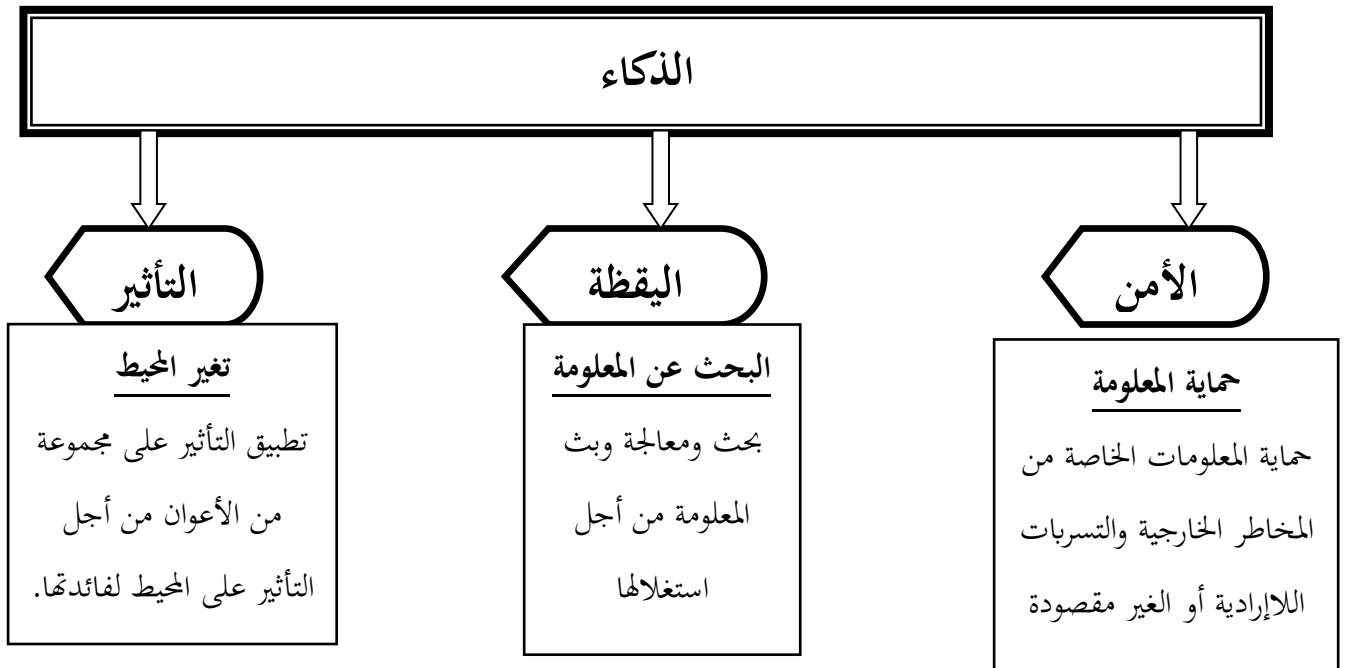 الذكاء
الأمن
حماية المعلومة
حماية المعلومات الخاصة من
المخاطر الخارجية والتسربات
اللاإرادية أو الغير مقصودة
اليقظة
البحث عن المعلومة
بحث ومعالجة وبث
المعلومة من أجل
استغلالها
التأثير
تغير المحيط
تطبيق التأثير على مجموعة
من الأعوان من أجل
التأثير على المحيط لفائدتها.